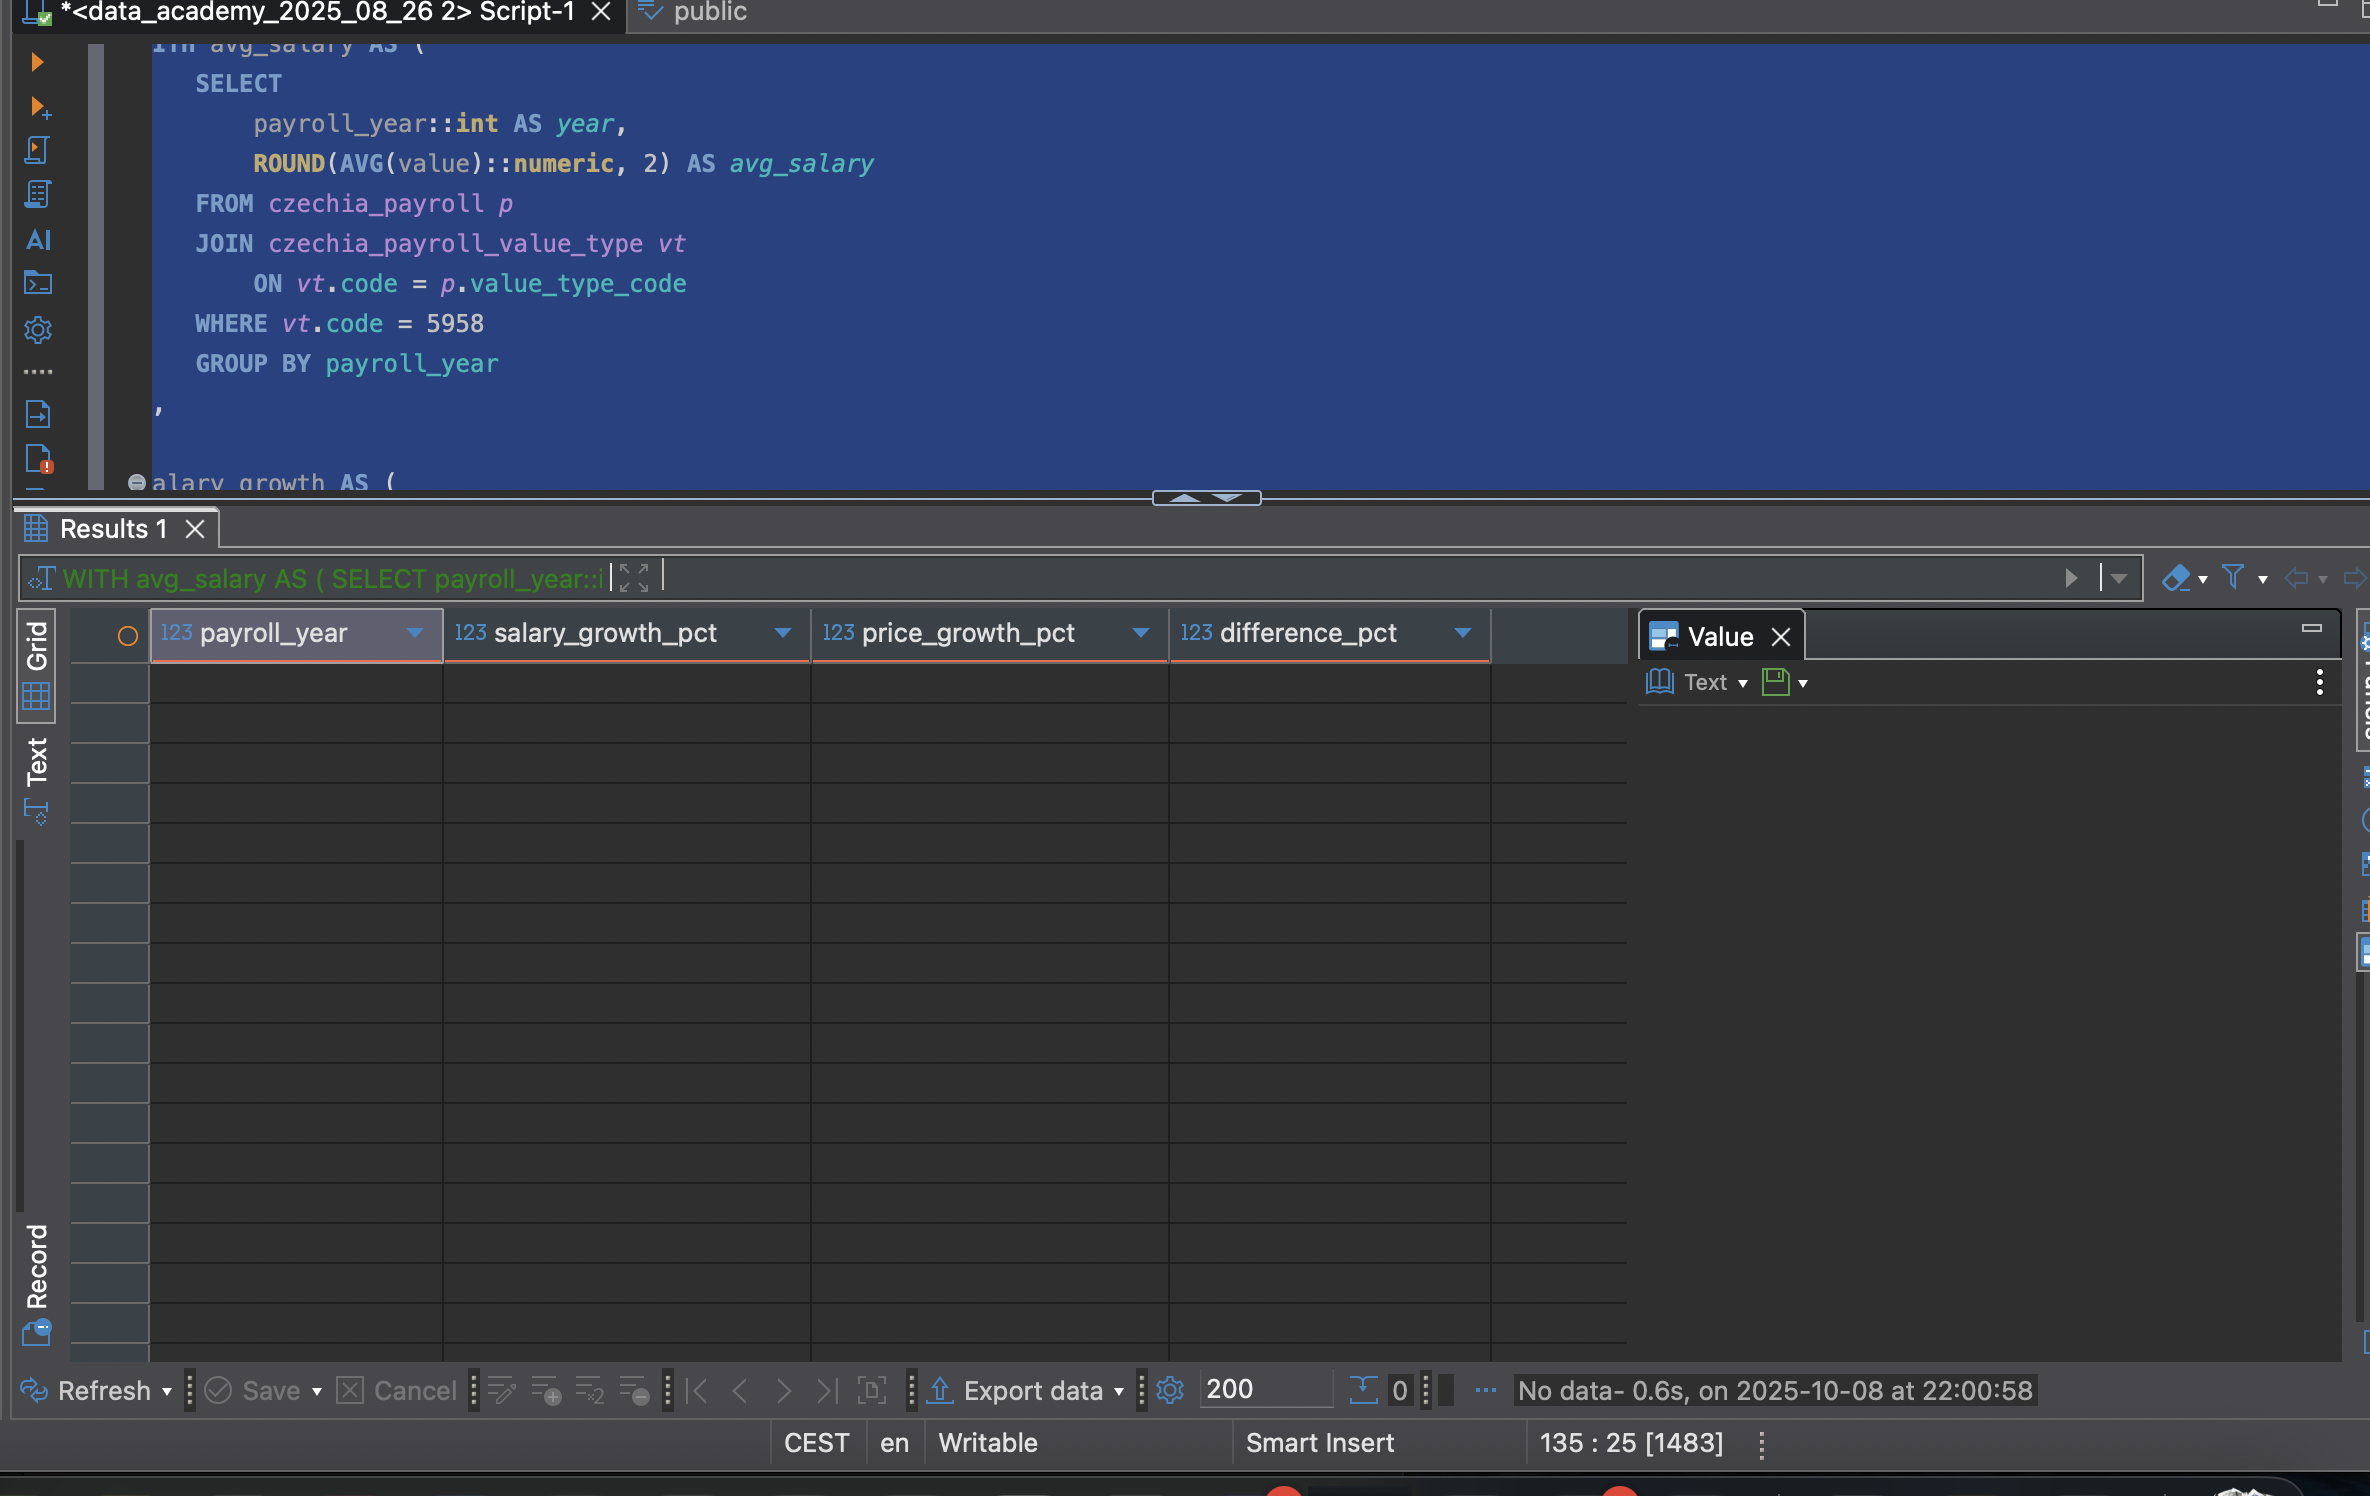 *<data_academy_2025_08_26 2> Script-1
public
ITH avg_salary AS (
SELECT
payroll_year::int AS year,
ROUND(AVG(value)::numeric, 2) AS avg_salary
FROM czechia_payroll p
JOIN czechia_payroll_value_type vt
ON vt.code = p.value_type_code
WHERE vt.code = 5958
GROUP BY payroll_year
,
alary_growth AS (
AI
Results 1
WITH avg_salary AS ( SELECT payroll_year::i
Grid
Text
Record
123 payroll_year
123 salary_growth_pct
123 price_growth_pct
123 difference_pct
Value
Text
Refresh
Save
Cancel
Export data
200
0
No data- 0.6s, on 2025-10-08 at 22:00:58
CEST
en
Writable
Smart Insert
135 : 25 [1483]